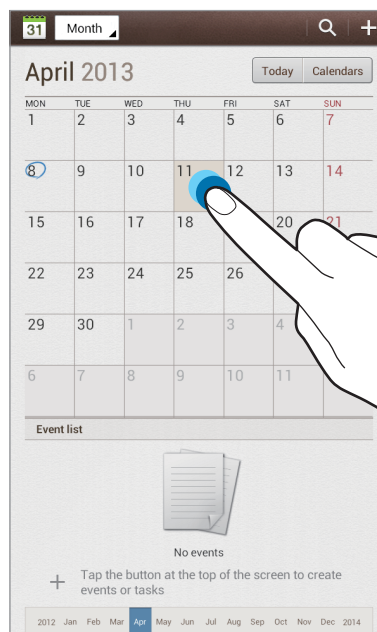 31 Month +
April 2013 Today Calendars
MON TUE WED THU FRI SAT SUN
1 2 3 4 5 6 7
8 9 10 11 12 13 14
15 16 17 18 20 21
22 23 24 25 26
29 30 1 2 3 4
6 7 8 9 10 11
Event list
No events
+ Tap the button at the top of the screen to create
events or tasks
2012 Jan Feb Mar Apr May Jun Jul Aug Sep Oct Nov Dec 2014